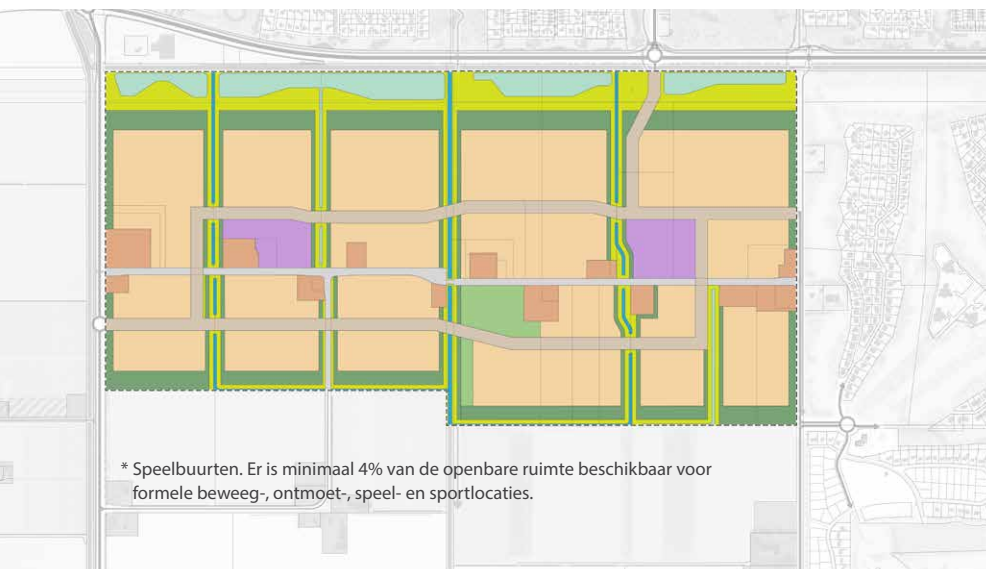 * Speelbuurten. Er is minimaal 4% van de openbare ruimte beschikbaar voor
formele beweeg-, ontmoet-, speel- en sportlocaties.